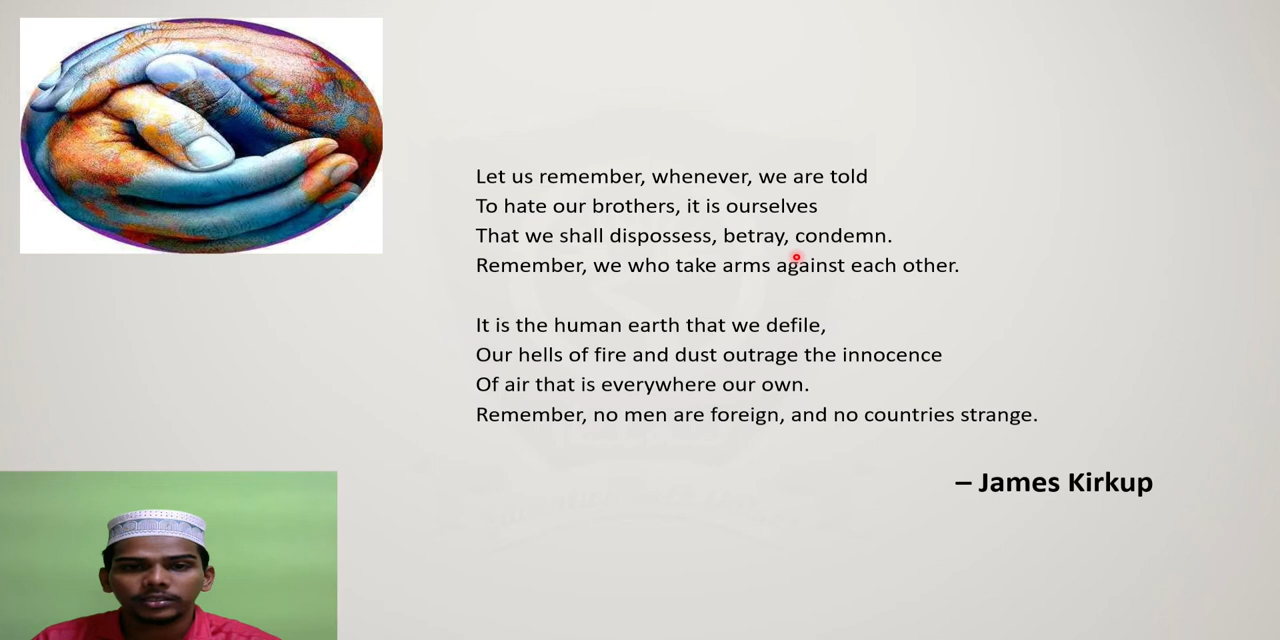 Let us remember, whenever, we are told
To hate our brothers, it is ourselves
That we shall dispossess, betray, condemn.
Remember, we who take arms against each other.
It is the human earth that we defile,
Our hells of fire and dust outrage the innocence
Of air that is everywhere our own.
Remember, no men are foreign, and no countries strange.
– James Kirkup